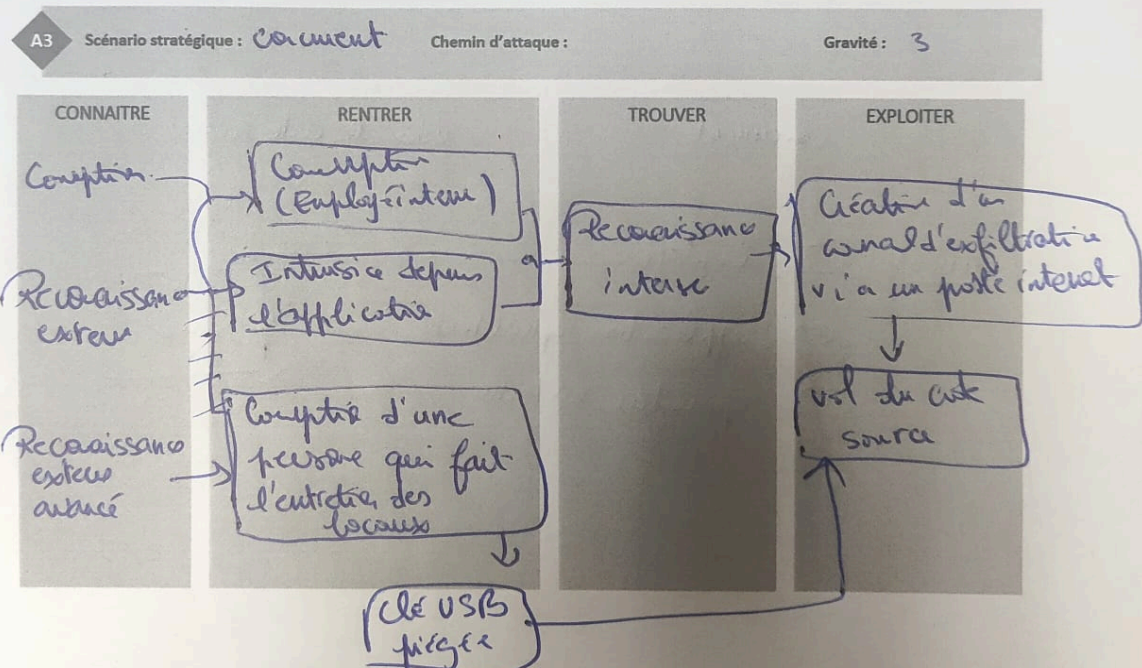 A3
Scénario stratégique :
Chemin d'attaque :
Gravité : 3
CONNAITRE
RENTRER
TROUVER
EXPLOITER
Corruption
Corruption
(Employé interne)
Reconnaissance
externe
Intrusion depuis
l'application
Reconnaissance
interne
Création d'un
canal d'exfiltration
via un poste internet
Reconnaissance
externe
avancé
Corruption d'une
personne qui fait
l'entretien des
locaux
vol du code
source
Clé USB
piégée